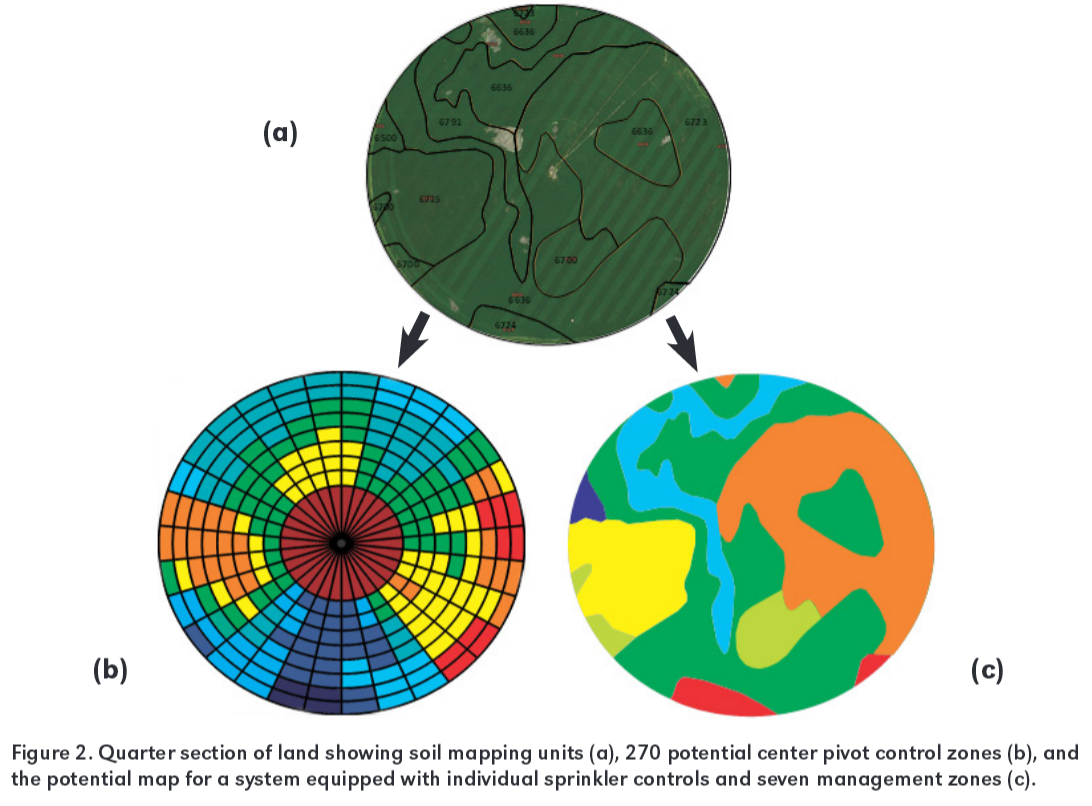 6723
6636
(a)
6636
6791
6636
6723
6500
6715
6700
6700
6700
6724
6636
6724
(b)
(c)
Figure 2. Quarter section of land showing soil mapping units (a), 270 potential center pivot control zones (b), and
the potential map for a system equipped with individual sprinkler controls and seven management zones (c).